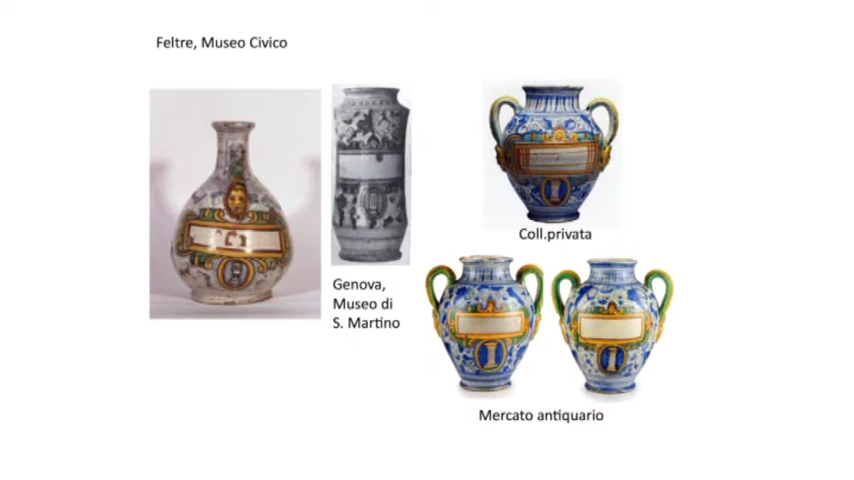 Feltre, Museo Civico
Genova,
Museo di
S. Martino
Coll.privata
Mercato antiquario